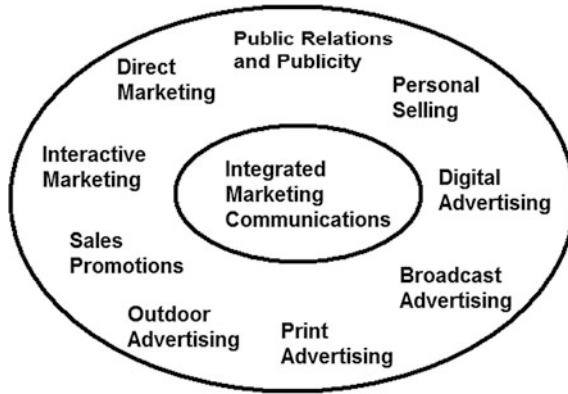 Public Relations
and Publicity
Direct
Marketing
Personal
Selling
Interactive
Marketing
Integrated
Marketing
Communications
Digital
Advertising
Sales
Promotions
Broadcast
Advertising
Outdoor
Advertising
Print
Advertising